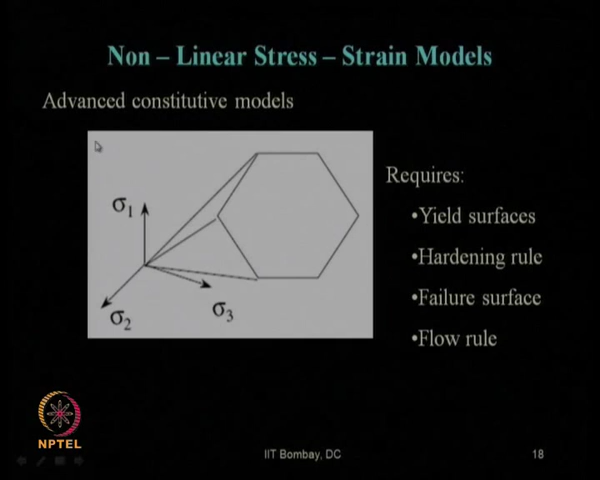 Non – Linear Stress – Strain Models
Advanced constitutive models
σ1
σ2
σ3
Requires:
•Yield surfaces
•Hardening rule
•Failure surface
•Flow rule
NPTEL
IIT Bombay, DC
18